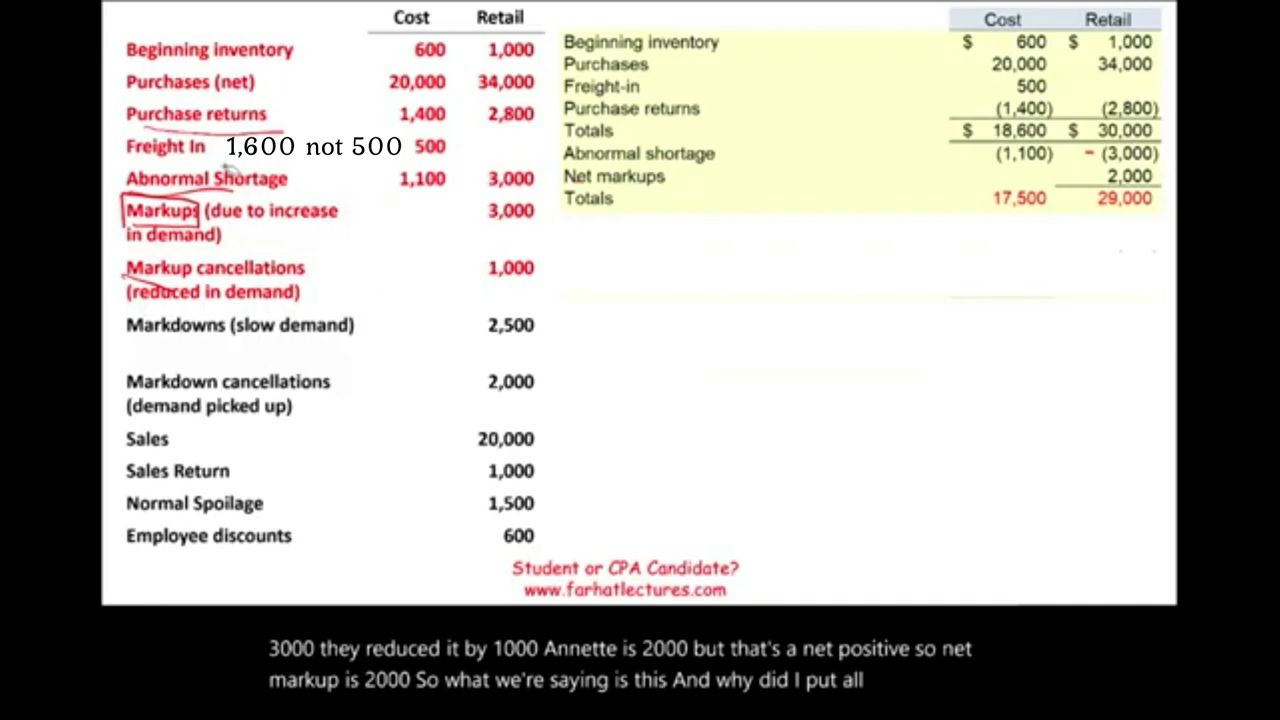 Cost Retail
Beginning inventory 600 1,000
Purchases (net) 20,000 34,000
Purchase returns 1,400 2,800
Freight In 1,600 not 500 500
Abnormal Shortage 1,100 3,000
Markups (due to increase 3,000
in demand)
Markup cancellations 1,000
(reduced in demand)
Markdowns (slow demand) 2,500
Markdown cancellations 2,000
(demand picked up)
Sales 20,000
Sales Return 1,000
Normal Spoilage 1,500
Employee discounts 600
Cost Retail
Beginning inventory $ 600 $ 1,000
Purchases 20,000 34,000
Freight-in 500
Purchase returns (1,400) (2,800)
Totals $ 18,600 $ 30,000
Abnormal shortage (1,100) - (3,000)
Net markups 2,000
Totals 17,500 29,000
Student or CPA Candidate?
www.farhatlectures.com
3000 they reduced it by 1000 Annette is 2000 but that's a net positive so net
markup is 2000 So what we're saying is this And why did I put all